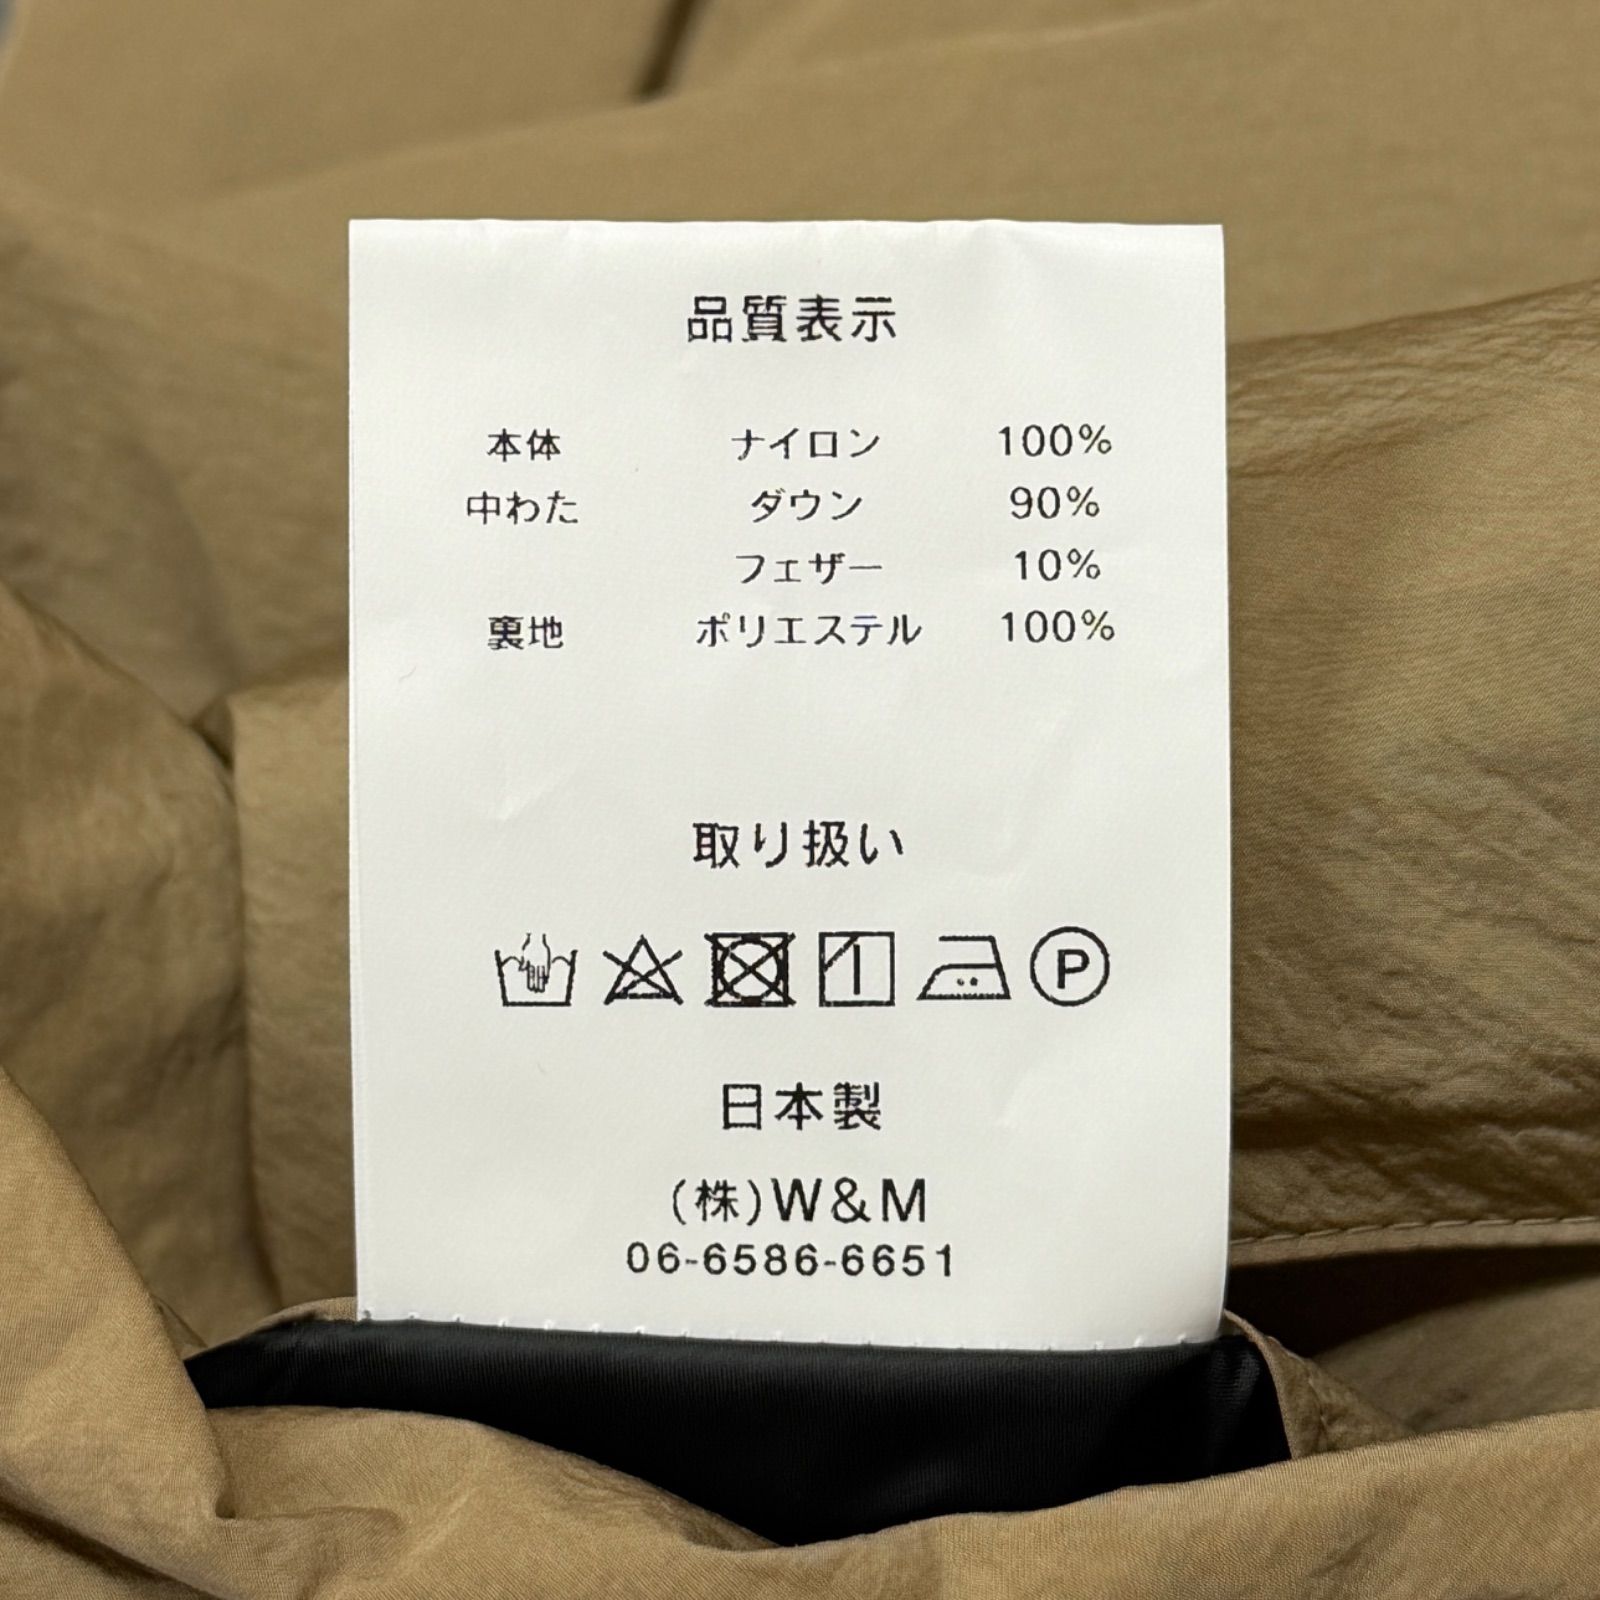 品質表示
本体 ナイロン 100%
中わた ダウン 90%
フェザー 10%
裏地 ポリエステル 100%
取り扱い
P
日本製
(株)W&M
06-6586-6651